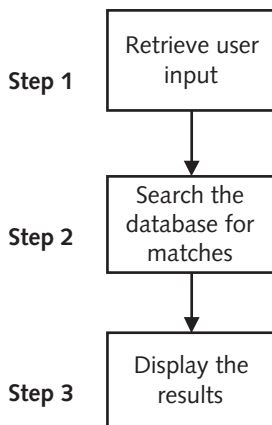 Retrieve user
input
Step 1
Search the
database for
matches
Step 2
Display the
results
Step 3